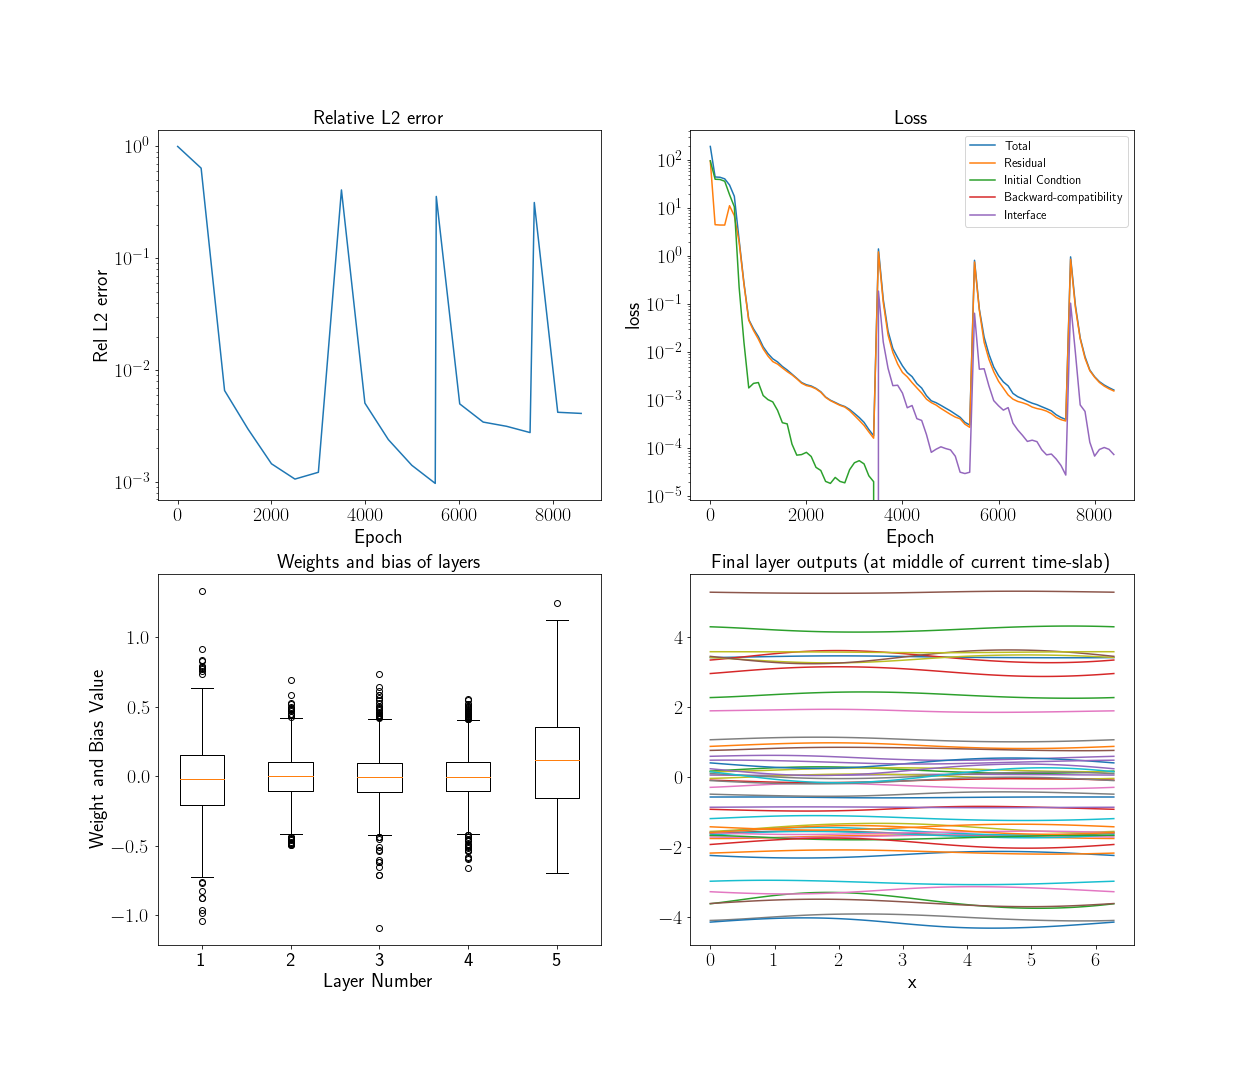 Relative L2 error
10^0
10^{-1}
10^{-2}
10^{-3}
Rel L2 error
0 2000 4000 6000 8000
Epoch
Loss
10^2
10^1
10^0
10^{-1}
10^{-2}
10^{-3}
10^{-4}
10^{-5}
loss
Total
Residual
Initial Condtion
Backward-compatibility
Interface
0 2000 4000 6000 8000
Epoch
Weights and bias of layers
1.0
0.5
0.0
−0.5
−1.0
Weight and Bias Value
1 2 3 4 5
Layer Number
Final layer outputs (at middle of current time-slab)
4
2
0
−2
−4
0 1 2 3 4 5 6
x